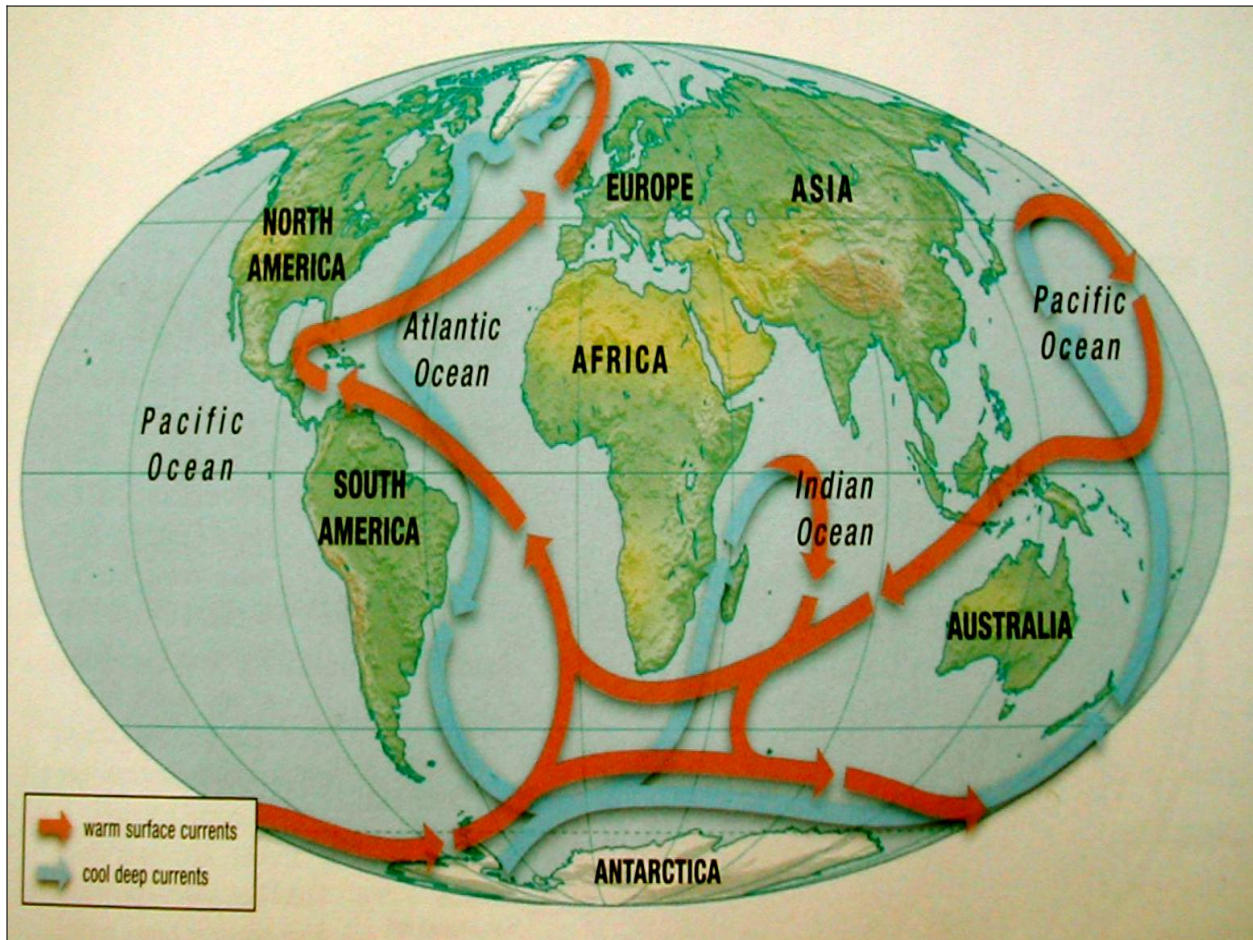 NORTH
AMERICA
EUROPE
ASIA
Atlantic
Ocean
AFRICA
Pacific
Ocean
Pacific
Ocean
SOUTH
AMERICA
Indian
Ocean
AUSTRALIA
ANTARCTICA
warm surface currents
cool deep currents